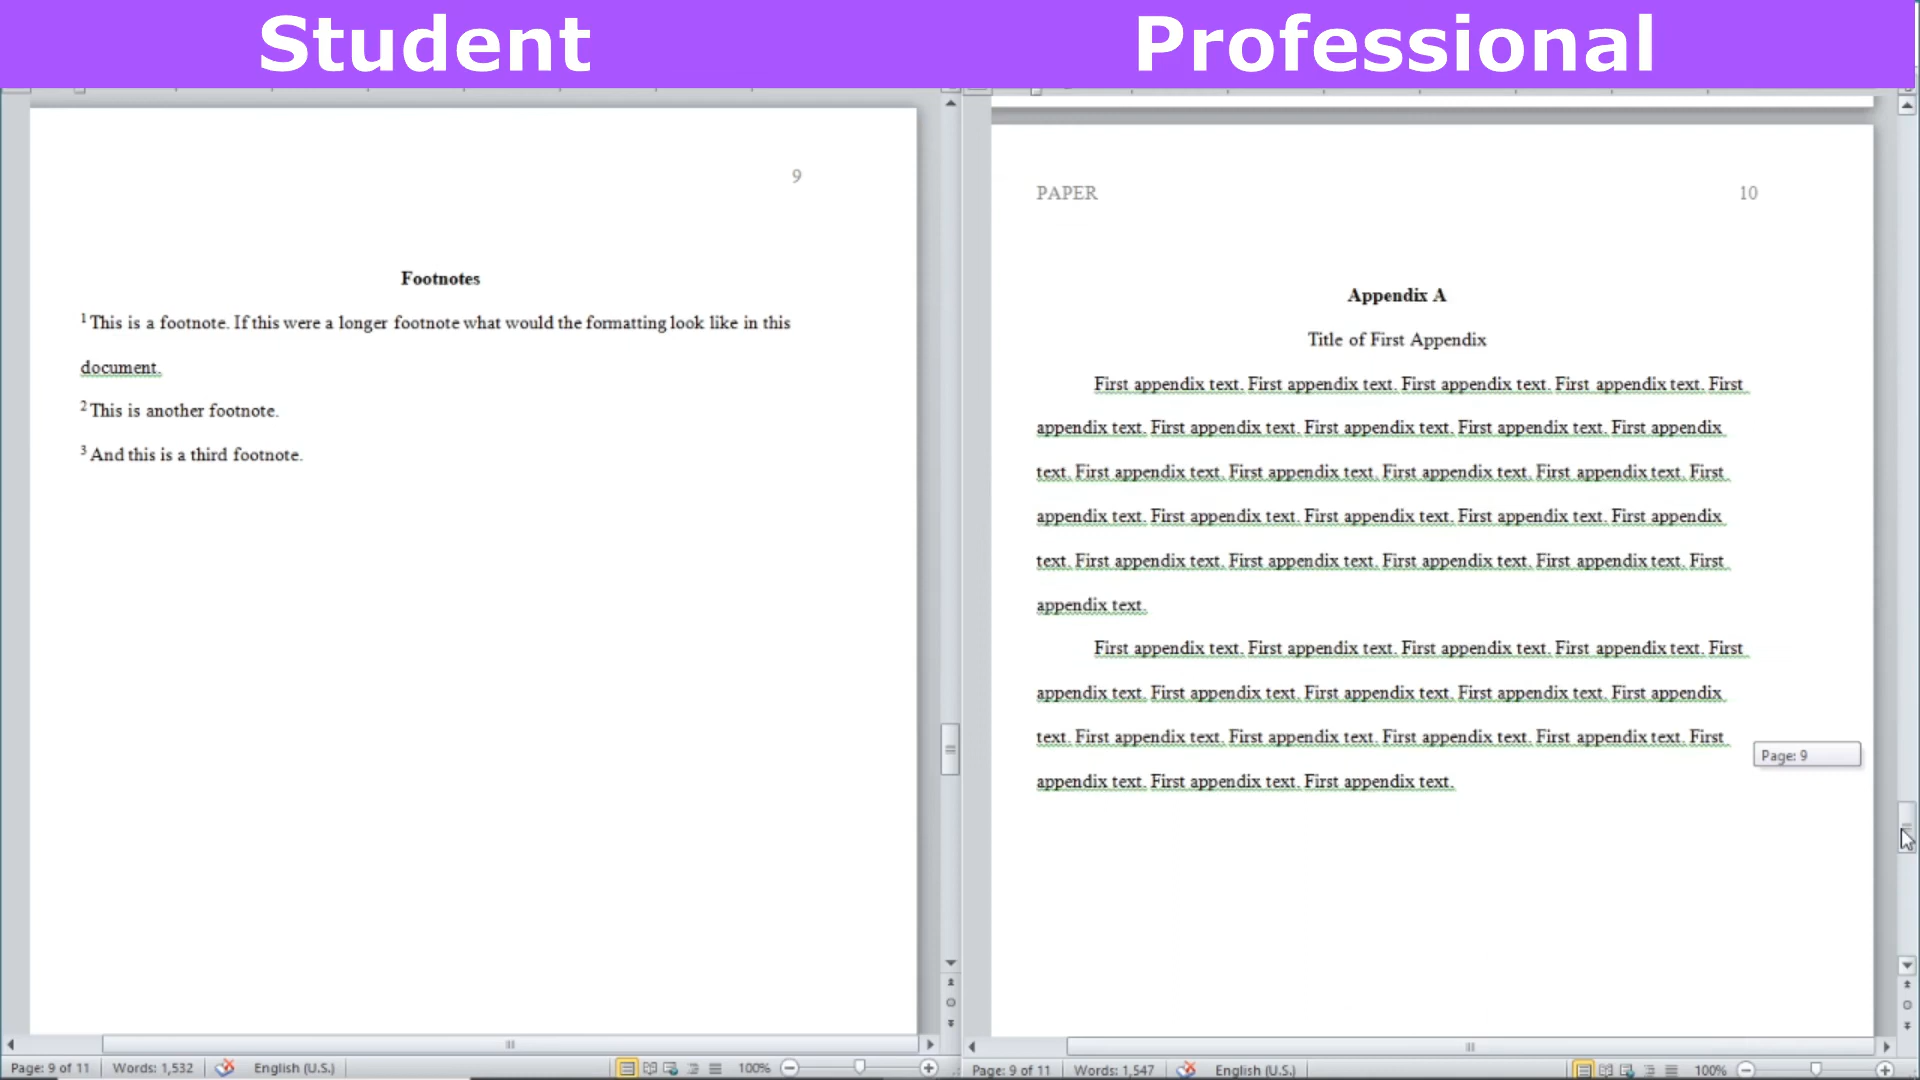 Student
Professional
9
Footnotes
1 This is a footnote. If this were a longer footnote what would the formatting look like in this
document.
2 This is another footnote.
3 And this is a third footnote.
Page: 9 of 11
Words: 1,532
English (U.S.)
100%
PAPER
10
Appendix A
Title of First Appendix
First appendix text. First appendix text. First appendix text. First appendix text. First
appendix text. First appendix text. First appendix text. First appendix text. First appendix
text. First appendix text. First appendix text. First appendix text. First appendix text. First
appendix text. First appendix text. First appendix text. First appendix text. First appendix
text. First appendix text. First appendix text. First appendix text. First appendix text. First
appendix text.
First appendix text. First appendix text. First appendix text. First appendix text. First
appendix text. First appendix text. First appendix text. First appendix text. First appendix
text. First appendix text. First appendix text. First appendix text. First appendix text. First
appendix text. First appendix text. First appendix text.
Page: 9
Page: 9 of 11
Words: 1,547
English (U.S.)
100%